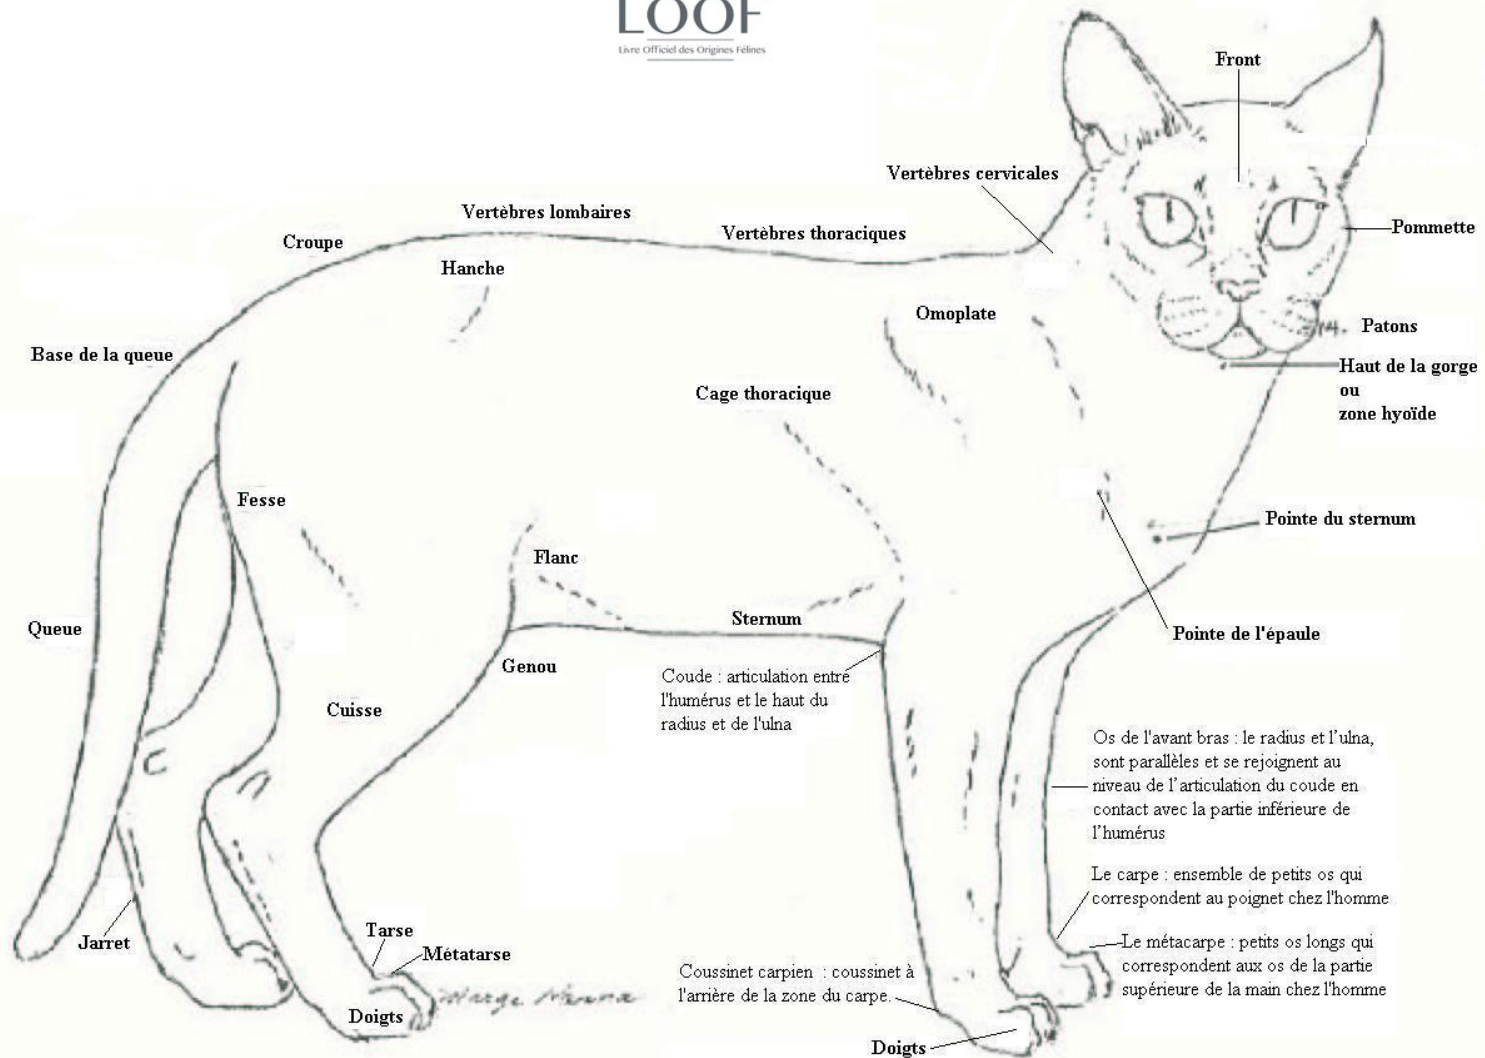 LOOF
Livre Officiel des Origines Félines
Front
Vertèbres cervicales
Vertèbres lombaires
Vertèbres thoraciques
Croupe
Pommette
Hanche
Omoplate
Patons
Base de la queue
Haut de la gorge
ou
zone hyoïde
Cage thoracique
Fesse
Pointe du sternum
Flanc
Sternum
Queue
Pointe de l'épaule
Genou
Coude : articulation entre
l'humérus et le haut du
radius et de l'ulna
Cuisse
Os de l'avant bras : le radius et l'ulna,
sont parallèles et se rejoignent au
niveau de l'articulation du coude en
contact avec la partie inférieure de
l'humérus
Le carpe : ensemble de petits os qui
correspondent au poignet chez l'homme
Jarret
Tarse
Métatarse
Le métacarpe : petits os longs qui
correspondent aux os de la partie
supérieure de la main chez l'homme
Coussinet carpien : coussinet à
l'arrière de la zone du carpe.
Doigts
Doigts